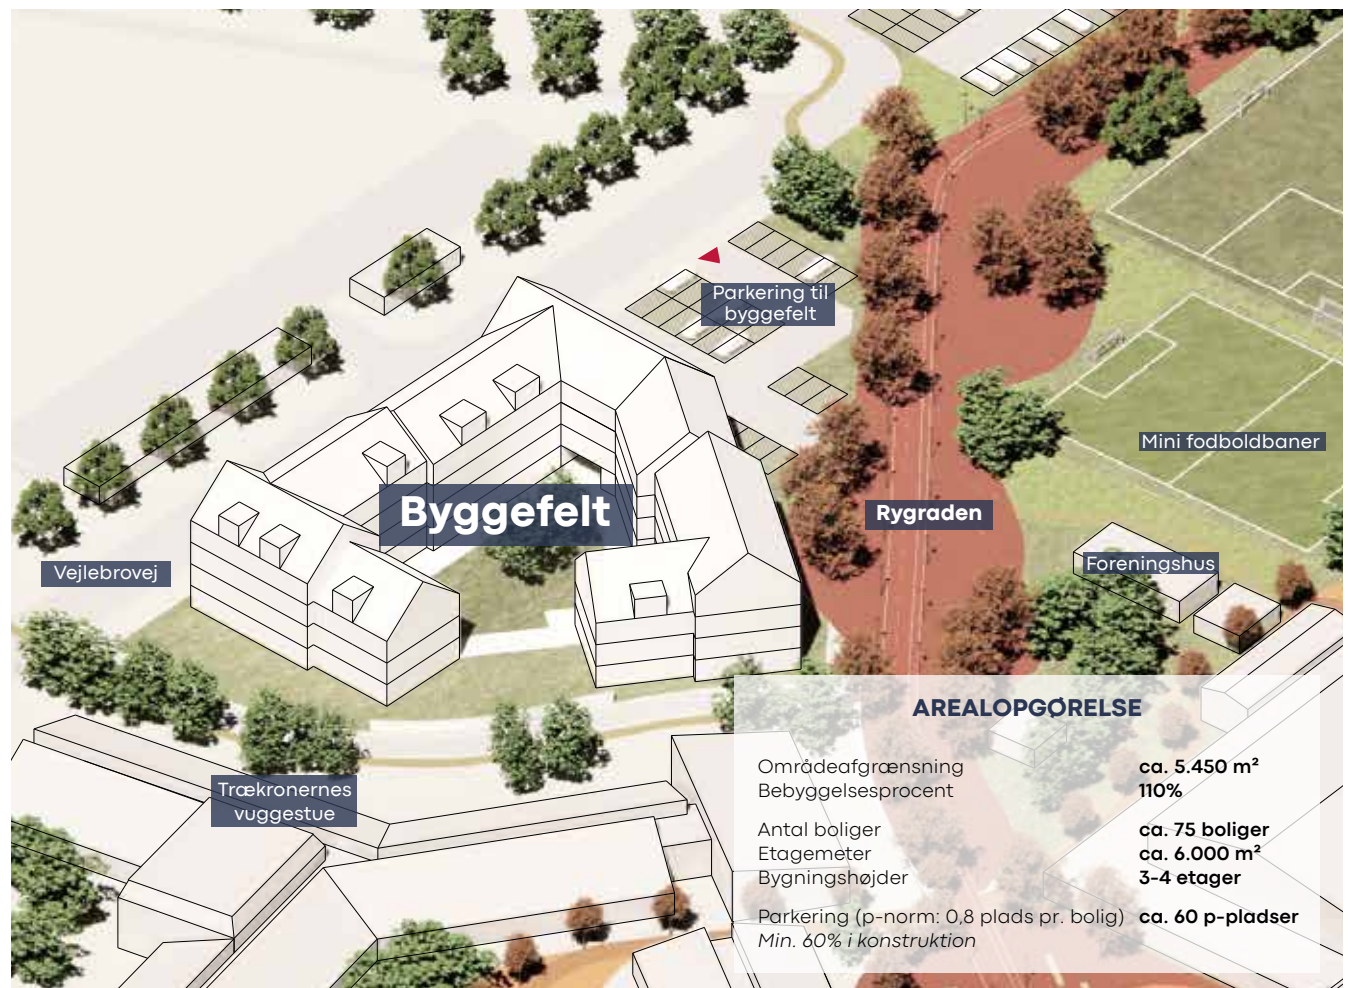 Parkering til
byggefelt
Mini fodboldbaner
Byggefelt
Rygraden
Vejlebrovej
Foreningshus
Trækronernes
vuggestue
AREALOPGØRELSE
Områdeafgrænsning ca. 5.450 m²
Bebyggelsesprocent 110%
Antal boliger ca. 75 boliger
Etagemeter ca. 6.000 m²
Bygningshøjder 3-4 etager
Parkering (p-norm: 0,8 plads pr. bolig) ca. 60 p-pladser
Min. 60% i konstruktion